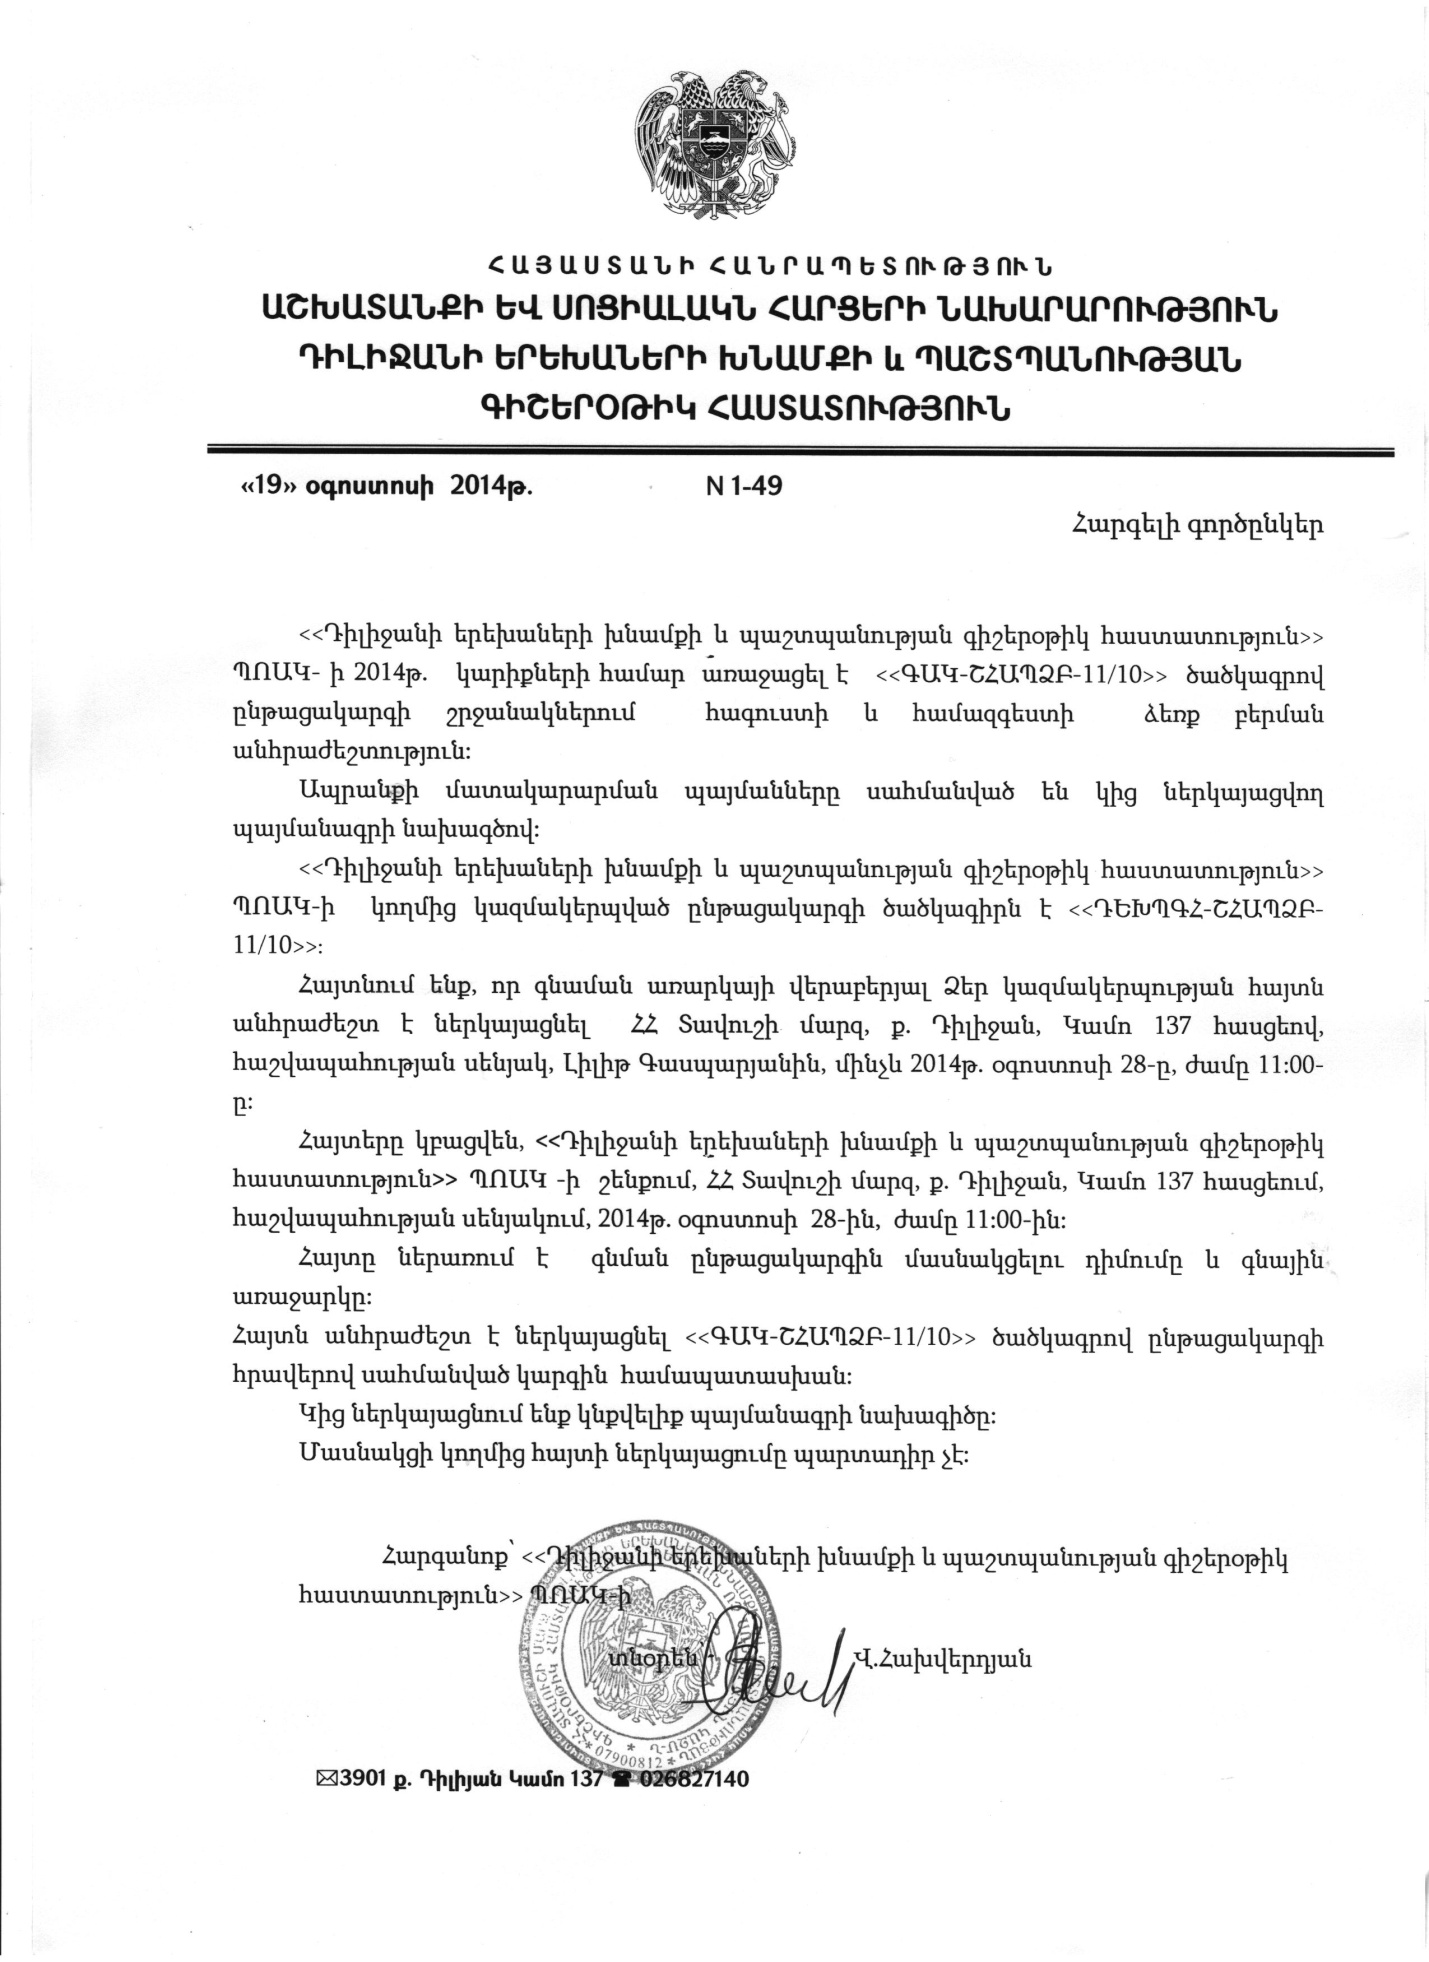 ՀԱՅԱՍՏԱՆԻ ՀԱՆՐԱՊԵՏՈՒԹՅՈՒՆ
ԱՇԽԱՏԱՆՔԻ ԵՎ ՍՈՑԻԱԼԱԿՆ ՀԱՐՑԵՐԻ ՆԱԽԱՐԱՐՈՒԹՅՈՒՆ
ԴԻԼԻՋԱՆԻ ԵՐԵԽԱՆԵՐԻ ԽՆԱՄՔԻ և ՊԱՇՏՊԱՆՈՒԹՅԱՆ
ԳԻՇԵՐՕԹԻԿ ՀԱՍՏԱՏՈՒԹՅՈՒՆ
«19» օգոստոսի 2014թ. N 1-49
Հարգելի գործընկեր
<<Դիլիջանի երեխաների խնամքի և պաշտպանության գիշերօթիկ հաստատություն>>
ՊՈԱԿ- ի 2014թ. կարիքների համար առաջացել է <<ԳԱԿ-ՇՀԱՊՁԲ-11/10>> ծածկագրով
ընթացակարգի շրջանակներում հագուստի և համազգեստի ձեռք բերման
անհրաժեշտություն:
Ապրանքի մատակարարման պայմանները սահմանված են կից ներկայացվող
պայմանագրի նախագծով:
<<Դիլիջանի երեխաների խնամքի և պաշտպանության գիշերօթիկ հաստատություն>>
ՊՈԱԿ-ի կողմից կազմակերպված ընթացակարգի ծածկագիրն է <<ԴԵԽՊԳՀ-ՇՀԱՊՁԲ-
11/10>>:
Հայտնում ենք, որ գնաման առարկայի վերաբերյալ Ձեր կազմակերպության հայտն
անհրաժեշտ է ներկայացնել ՀՀ Տավուշի մարզ, ք. Դիլիջան, Կամո 137 հասցեով,
հաշվապահության սենյակ, Լիլիթ Գասպարյանին, մինչև 2014թ. օգոստոսի 28-ը, ժամը 11:00-
ը:
Հայտերը կբացվեն, <<Դիլիջանի երեխաների խնամքի և պաշտպանության գիշերօթիկ
հաստատություն>> ՊՈԱԿ -ի շենքում, ՀՀ Տավուշի մարզ, ք. Դիլիջան, Կամո 137 հասցեում,
հաշվապահության սենյակում, 2014թ. օգոստոսի 28-ին, ժամը 11:00-ին:
Հայտը ներառում է գնման ընթացակարգին մասնակցելու դիմումը և գնային
առաջարկը:
Հայտն անհրաժեշտ է ներկայացնել <<ԳԱԿ-ՇՀԱՊՁԲ-11/10>> ծածկագրով ընթացակարգի
հրավերով սահմանված կարգին համապատասխան:
Կից ներկայացնում ենք կնքվելիք պայմանագրի նախագիծը:
Մասնակցի կողմից հայտի ներկայացումը պարտադիր չէ:
Հարգանոք՝ <<Դիլիջանի երեխաների խնամքի և պաշտպանության գիշերօթիկ
հաստատություն>> ՊՈԱԿ-ի
տնօրեն՝ Վ.Հախվերդյան
* 07900812 *
3901 ք. Դիլիյան Կամո 137 ☎ 026827140